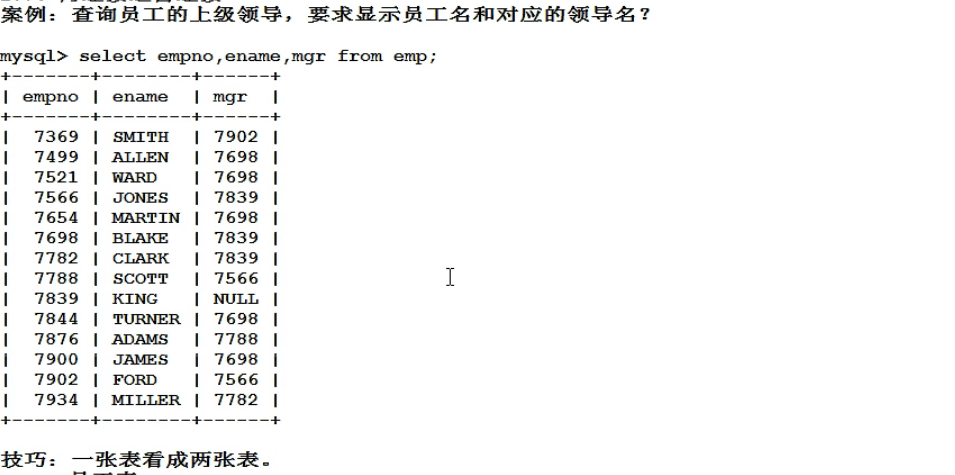 案例：查询员工的上级领导，要求显示员工名和对应的领导名？
mysql> select empno,ename,mgr from emp;
+-------+--------+------+
| empno | ename  | mgr  |
+-------+--------+------+
|  7369 | SMITH  | 7902 |
|  7499 | ALLEN  | 7698 |
|  7521 | WARD   | 7698 |
|  7566 | JONES  | 7839 |
|  7654 | MARTIN | 7698 |
|  7698 | BLAKE  | 7839 |
|  7782 | CLARK  | 7839 |
|  7788 | SCOTT  | 7566 |
|  7839 | KING   | NULL |
|  7844 | TURNER | 7698 |
|  7876 | ADAMS  | 7788 |
|  7900 | JAMES  | 7698 |
|  7902 | FORD   | 7566 |
|  7934 | MILLER | 7782 |
+-------+--------+------+
技巧：一张表看成两张表。